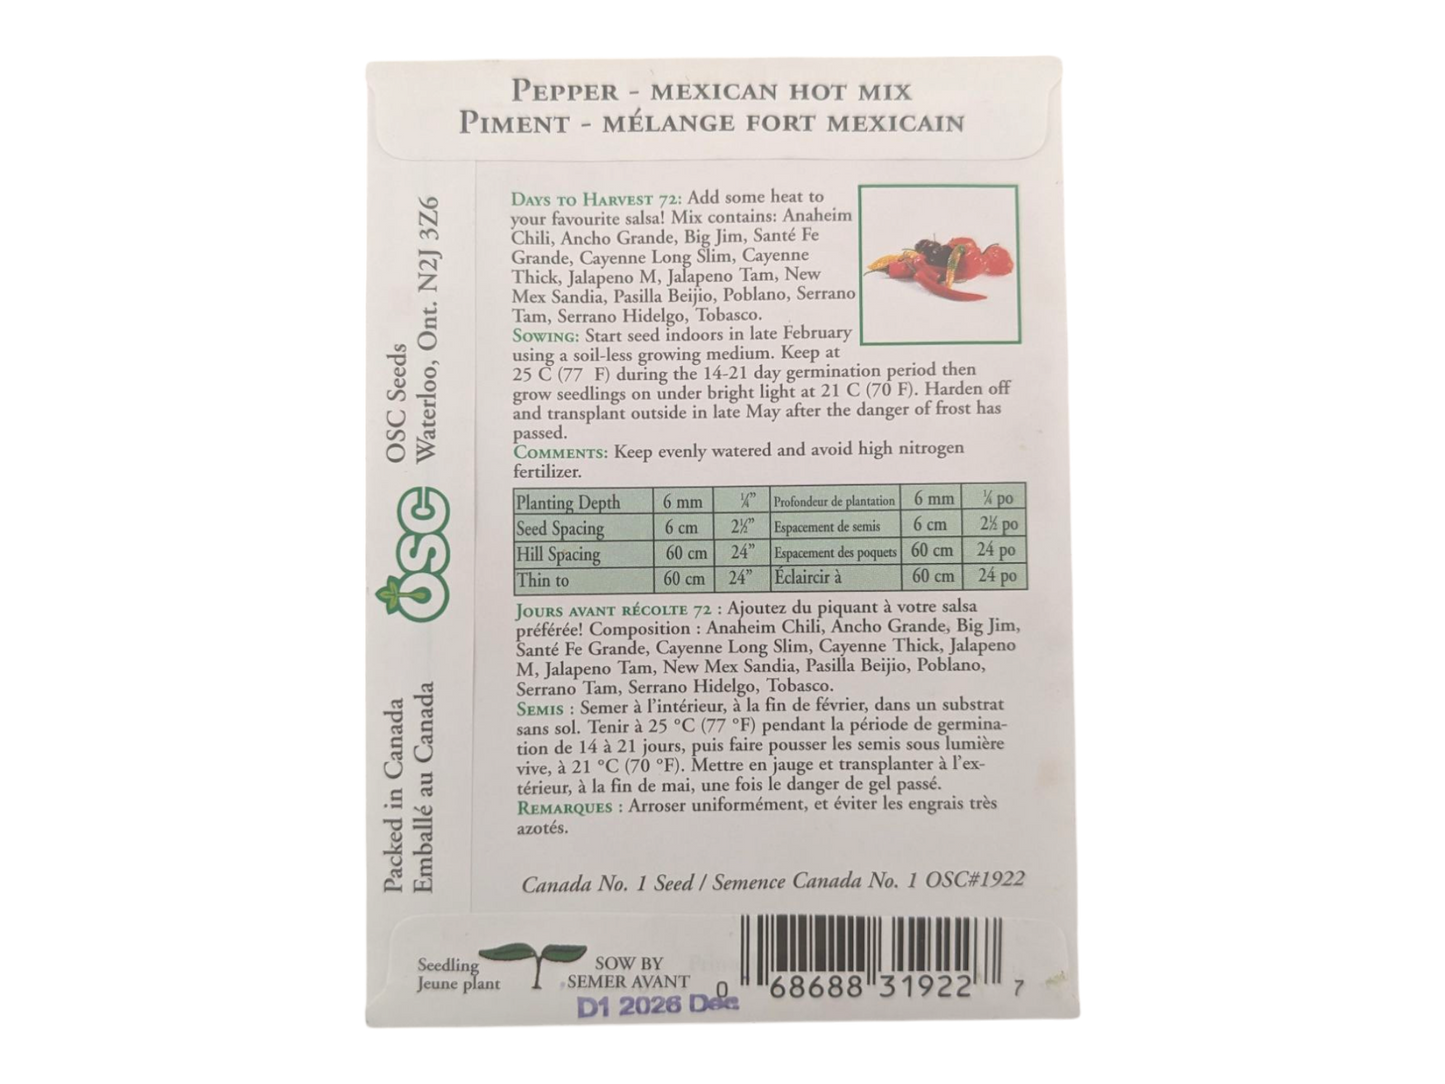 PEPPER - MEXICAN HOT MIX
PIMENT - MÉLANGE FORT MEXICAIN
DAYS TO HARVEST 72: Add some heat to
your favourite salsa! Mix contains: Anaheim
Chili, Ancho Grande, Big Jim, Santé Fe
Grande, Cayenne Long Slim, Cayenne
Thick, Jalapeno M, Jalapeno Tam, New
Mex Sandia, Pasilla Beijio, Poblano, Serrano
Tam, Serrano Hidelgo, Tobasco.
SOWING: Start seed indoors in late February
using a soil-less growing medium. Keep at
25 C (77 F) during the 14-21 day germination period then
grow seedlings on under bright light at 21 C (70 F). Harden off
and transplant outside in late May after the danger of frost has
passed.
COMMENTS: Keep evenly watered and avoid high nitrogen
fertilizer.
Planting Depth 6 mm ¼" Profondeur de plantation 6 mm ¼ po
Seed Spacing 6 cm 2½" Espacement de semis 6 cm 2½ po
Hill Spacing 60 cm 24" Espacement des poquets 60 cm 24 po
Thin to 60 cm 24" Éclaircir à 60 cm 24 po
JOURS AVANT RÉCOLTE 72 : Ajoutez du piquant à votre salsa
préférée! Composition : Anaheim Chili, Ancho Grande, Big Jim,
Santé Fe Grande, Cayenne Long Slim, Cayenne Thick, Jalapeno
M, Jalapeno Tam, New Mex Sandia, Pasilla Beijio, Poblano,
Serrano Tam, Serrano Hidelgo, Tobasco.
SEMIS : Semer à l'intérieur, à la fin de février, dans un substrat
sans sol. Tenir à 25 °C (77 °F) pendant la période de germina-
tion de 14 à 21 jours, puis faire pousser les semis sous lumière
vive, à 21 °C (70 °F). Mettre en jauge et transplanter à l'ex-
térieur, à la fin de mai, une fois le danger de gel passé.
REMARQUES : Arroser uniformément, et éviter les engrais très
azotés.
Canada No. 1 Seed / Semence Canada No. 1 OSC#1922
OSC Seeds
Waterloo, Ont. N2J 3Z6
OSC
Packed in Canada
Emballé au Canada
Seedling
Jeune plant
SOW BY
SEMER AVANT
D1 2026 Dec
0 68688 31922 7